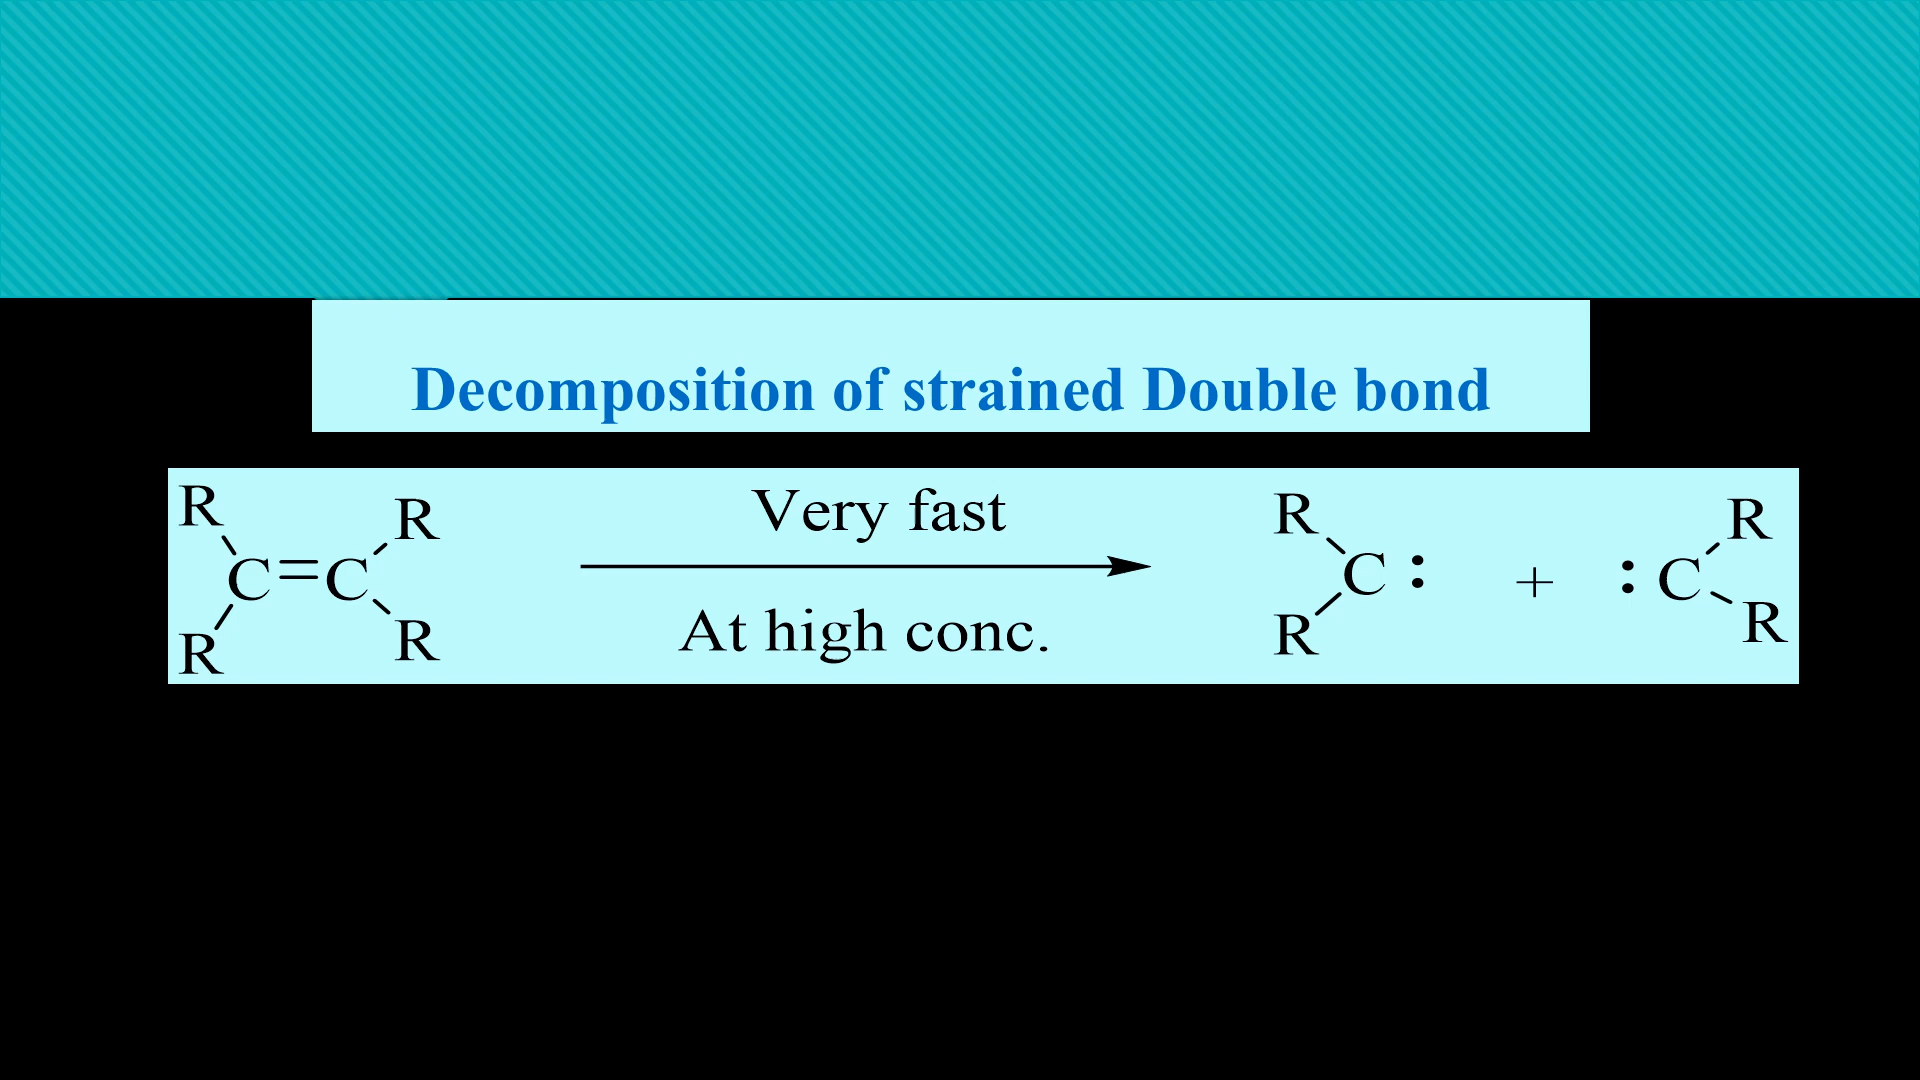 Decomposition of strained Double bond
R R Very fast R R
C=C C : + : C
R R At high conc. R R